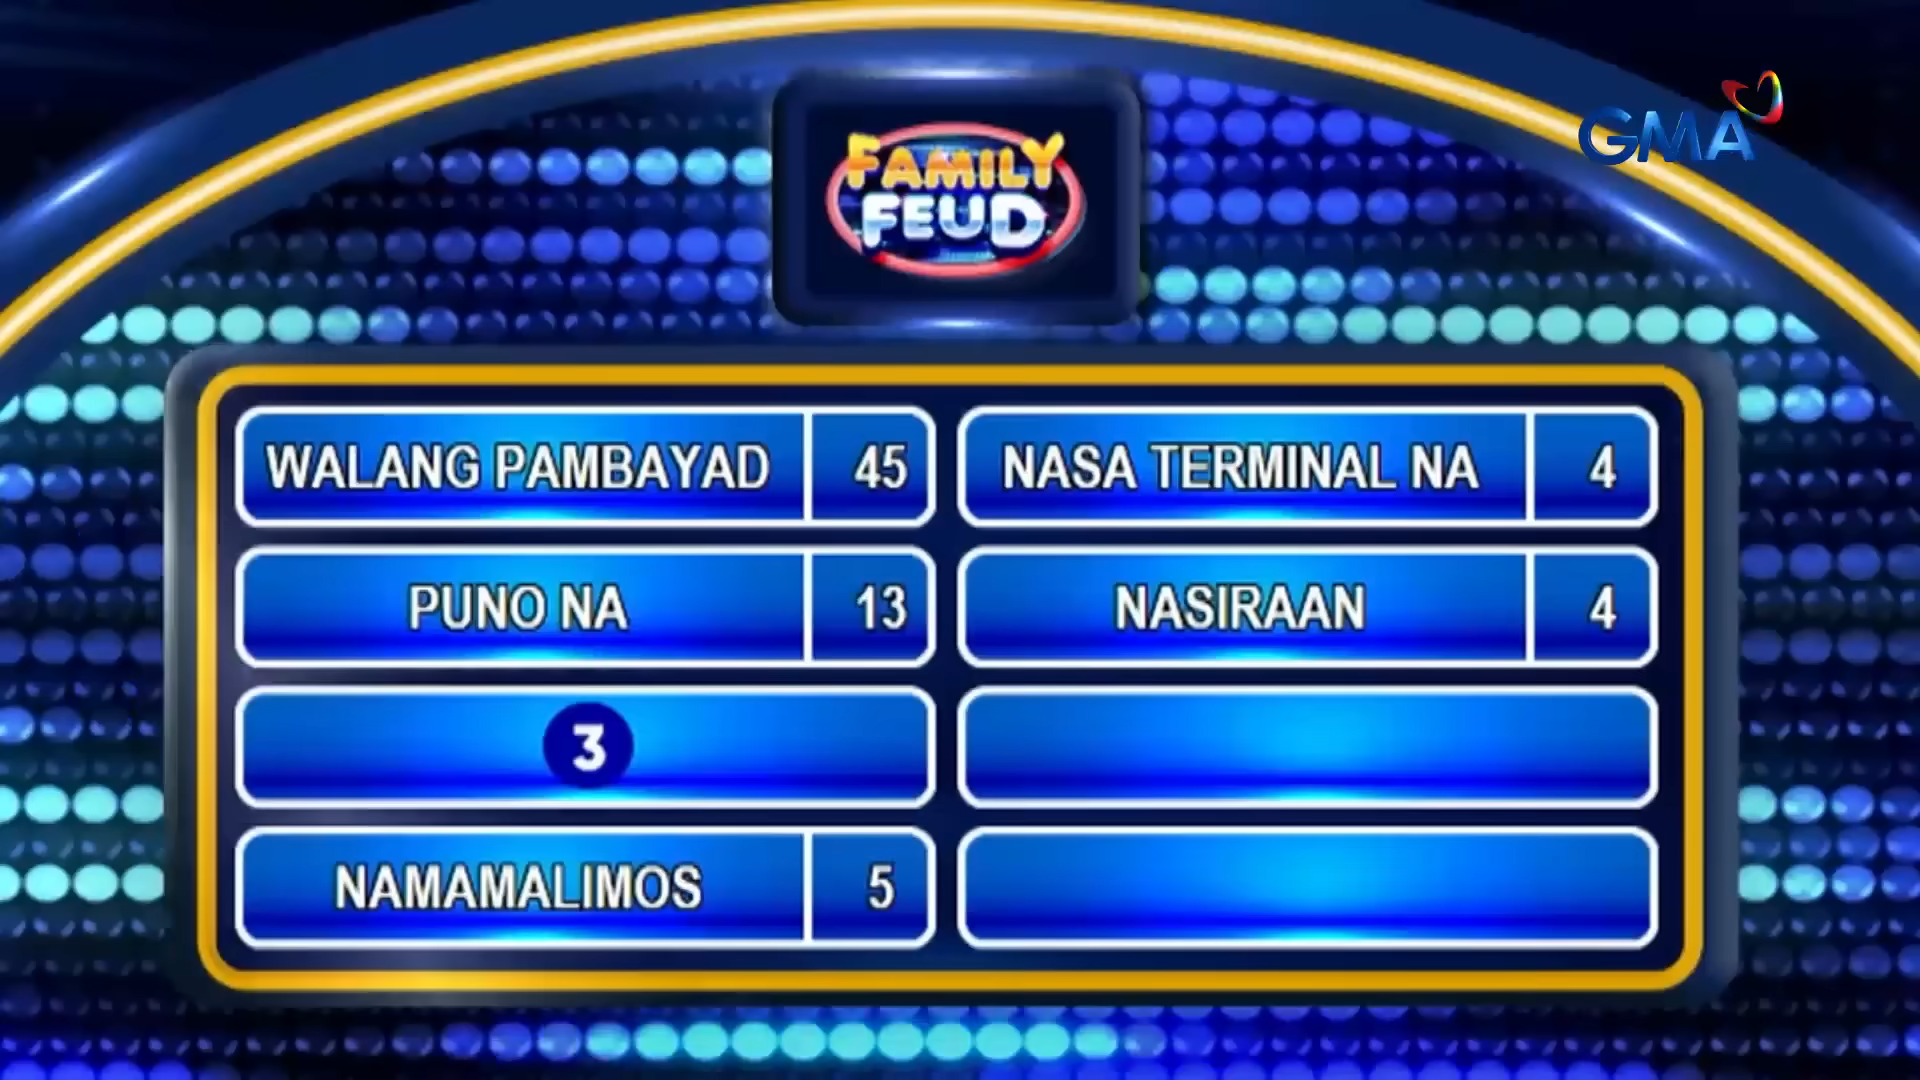 GMA
FAMILY
FEUD
WALANG PAMBAYAD 45
PUNO NA 13
3
NAMAMALIMOS 5
NASA TERMINAL NA 4
NASIRAAN 4